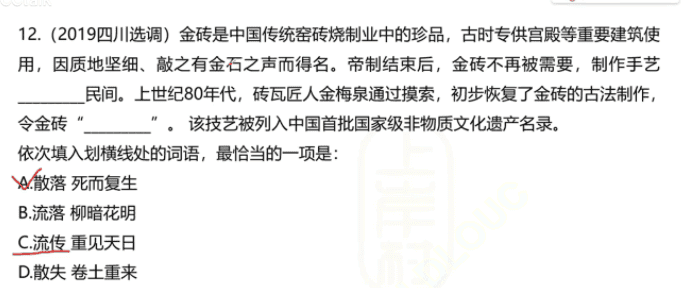 12.（2019四川选调）金砖是中国传统窑砖烧制业中的珍品，古时专供宫殿等重要建筑使
用，因质地坚细、敲之有金石之声而得名。帝制结束后，金砖不再被需要，制作手艺
_________民间。上世纪80年代，砖瓦匠人金梅泉通过摸索，初步恢复了金砖的古法制作，
令金砖“_________”。 该技艺被列入中国首批国家级非物质文化遗产名录。
依次填入划横线处的词语，最恰当的一项是：
A.散落 死而复生
B.流落 柳暗花明
C.流传 重见天日
D.散失 卷土重来